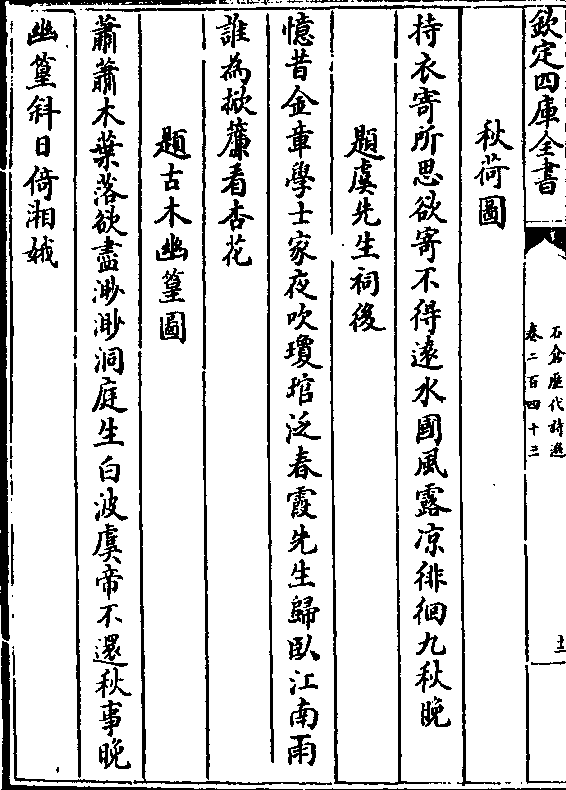 欽定四庫全書
石倉歷代詩選
卷二百四十三
秋荷圖
持衣寄所思欲寄不得遠水國風露凉徘徊九秋晚
題虞先生祠後
憶昔金章學士家夜吹瓊琯泛春霞先生歸臥江南雨
誰為掀簾看杏花
題古木幽篁圖
蕭蕭木葉落欲盡渺渺洞庭生白波虞帝不還秋事晚
幽篁斜日倚湘娥